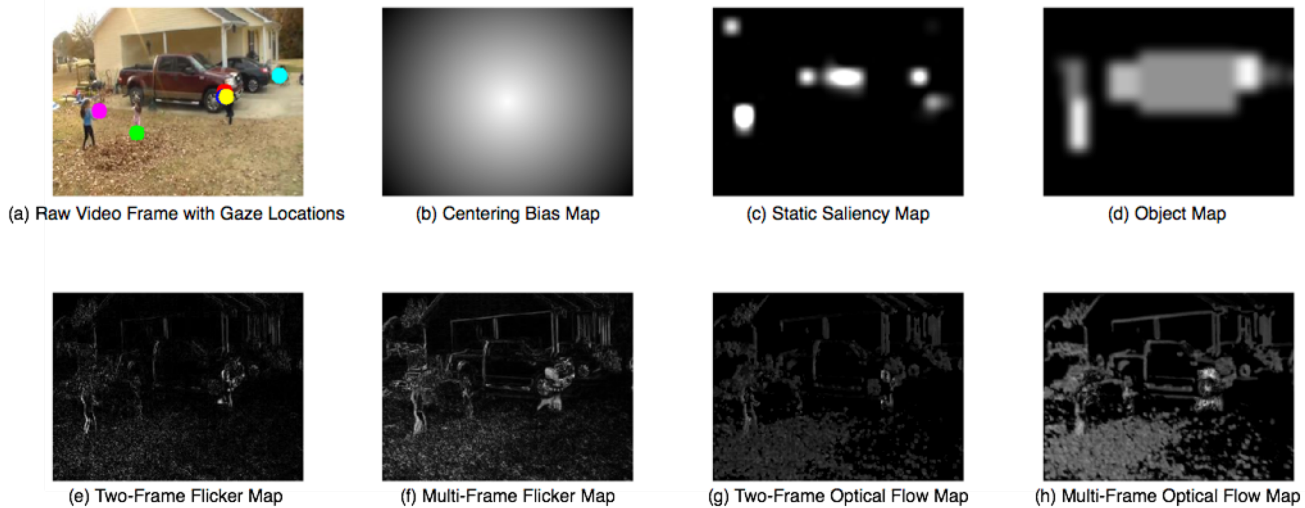 (a) Raw Video Frame with Gaze Locations
(b) Centering Bias Map
(c) Static Saliency Map
(d) Object Map
(e) Two-Frame Flicker Map
(f) Multi-Frame Flicker Map
(g) Two-Frame Optical Flow Map
(h) Multi-Frame Optical Flow Map